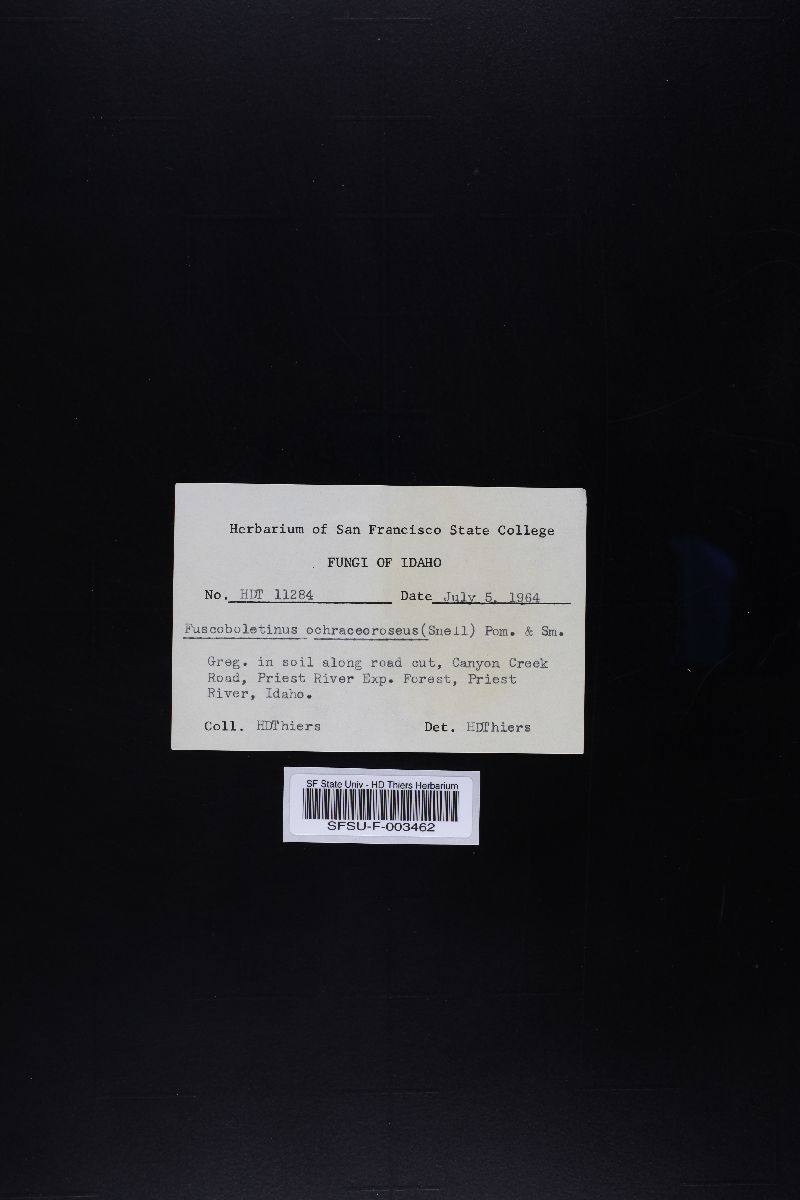 Herbarium of San Francisco State College
FUNGI OF IDAHO
No. HDT 11284 Date July 5, 1964
Fuscoboletinus ochraceoroseus (Snell) Pom. & Sm.
Greg. in soil along road cut, Canyon Creek
Road, Priest River Exp. Forest, Priest
River, Idaho.
Coll. HDThiers Det. HDThiers
SF State Univ - HD Thiers Herbarium
SFSU-F-003462